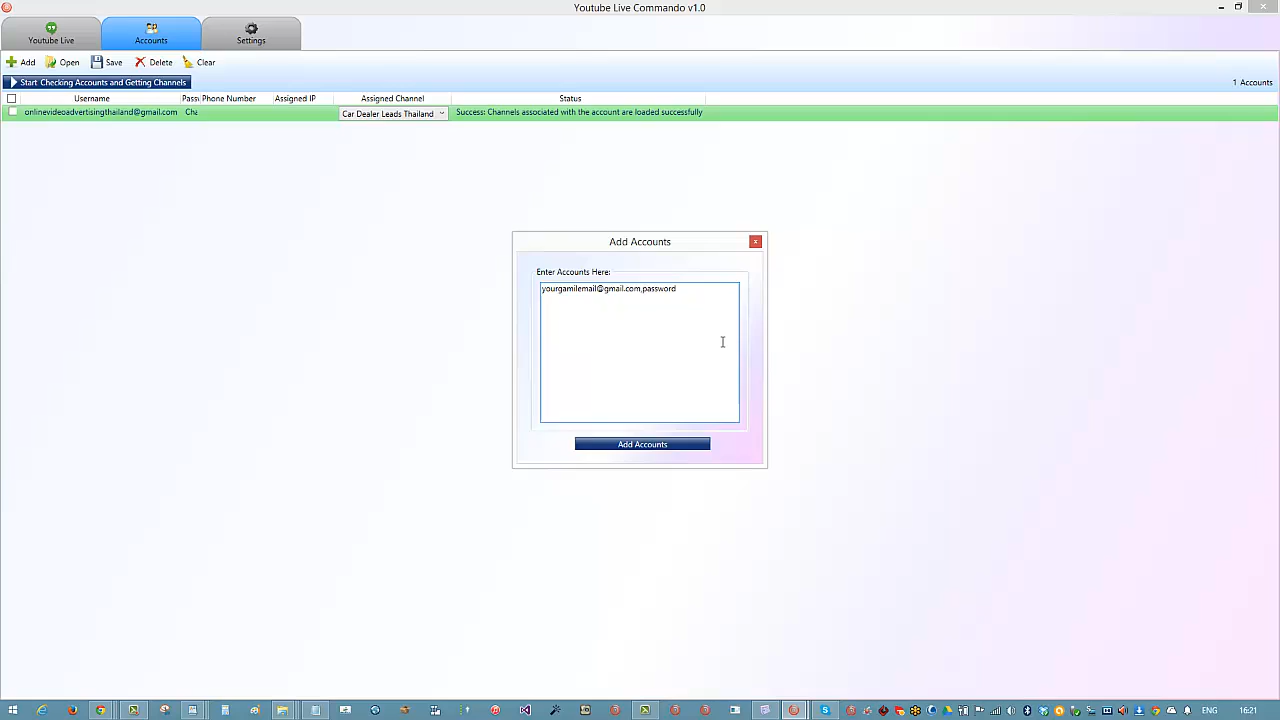 Youtube Live Commando v1.0
Youtube Live Accounts Settings
Add Open Save Delete Clear
Start Checking Accounts and Getting Channels 1 Accounts
Username Phone Number Assigned IP Assigned Channel Status
onlinevideoadvertisingthailand@gmail.com Cha Car Dealer Leads Thailand Success: Channels associated with the account are loaded successfully
Add Accounts
Enter Accounts Here:
yourgamilemail@gmail.com,password
Add Accounts
ENG 16:21